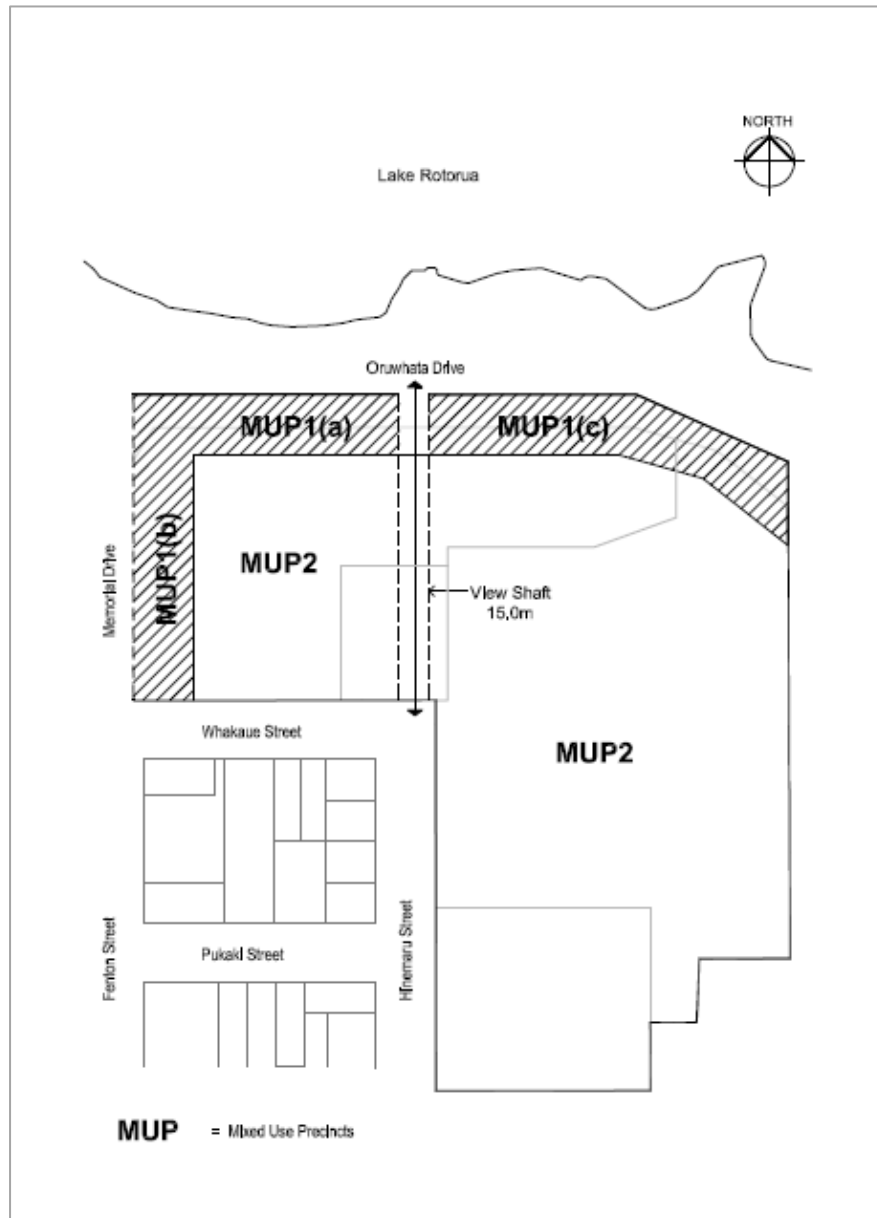 NORTH
Lake Rotorua
Oruwhata Drive
MUP1(a)
MUP1(c)
MUP1(b)
Memorial Drive
MUP2
View Shaft
15.0m
Whakaue Street
MUP2
Fenton Street
Pukaki Street
Hinemaru Street
MUP = Mixed Use Precincts